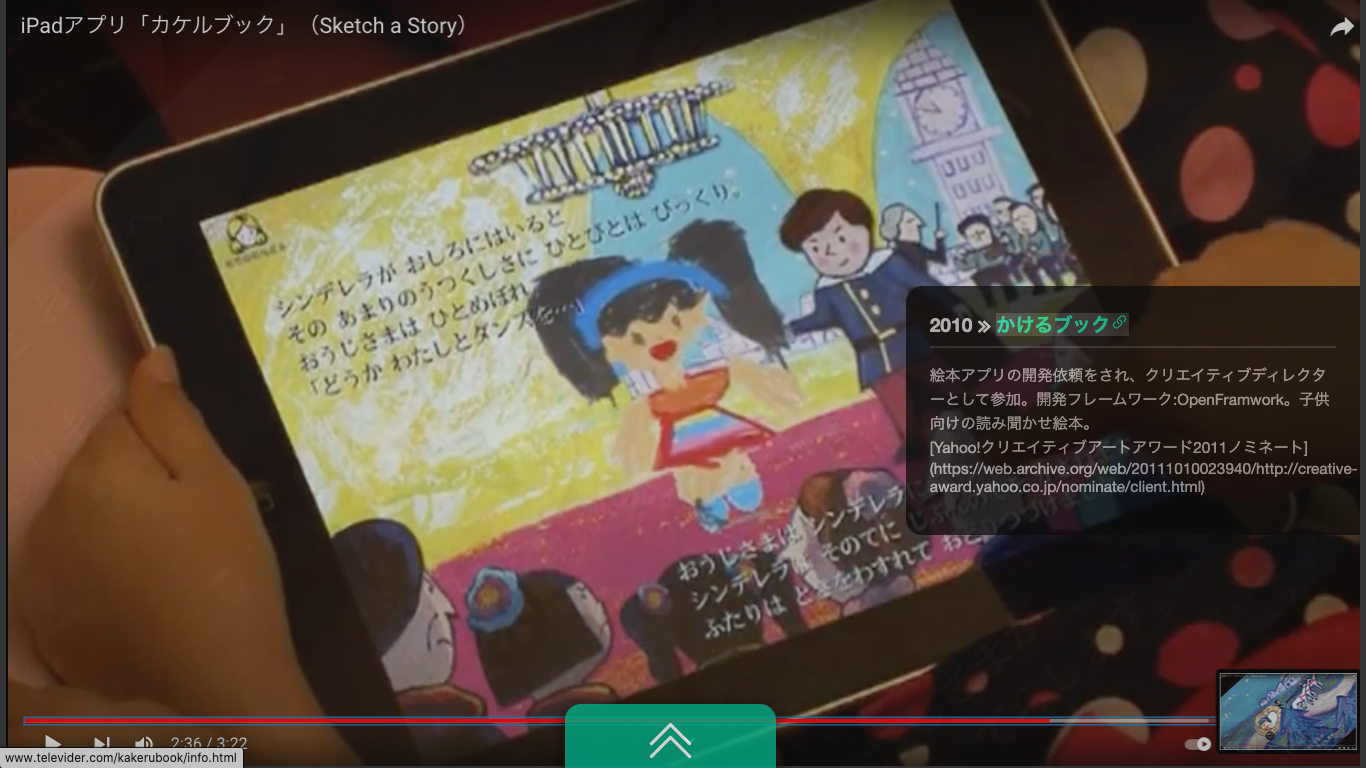 iPadアプリ「カケルブック」（Sketch a Story）
シンデレラが おしろにはいると
その あまりのうつくしさに ひとびとは びっくり。
おうじさまは ひとめぼれ
「どうか わたしとダンスを…」
2010 » かけるブック
絵本アプリの開発依頼をされ、クリエイティブディレクタ
ーとして参加。開発フレームワーク:OpenFramwork。子供
向けの読み聞かせ絵本。
[Yahoo!クリエイティブアートアワード2011ノミネート]
(https://web.archive.org/web/20111010023940/http://creative-
award.yahoo.co.jp/nominate/client.html)
おうじさまは シンデレラに
シンデレラは そのてに
ふたりは ときをわすれて
2:36 / 3:22
www.televider.com/kakerubook/info.html